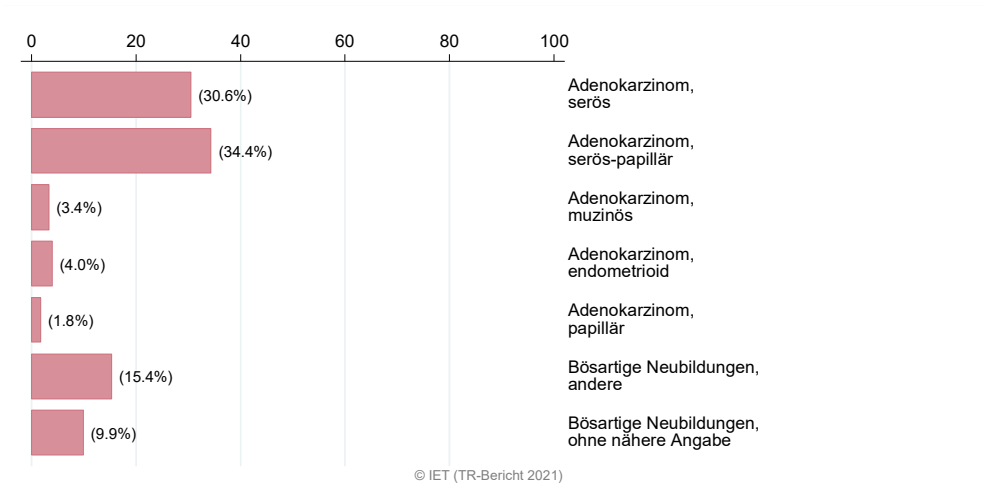 0 20 40 60 80 100
(30.6%) Adenokarzinom,
serös
(34.4%) Adenokarzinom,
serös-papillär
(3.4%) Adenokarzinom,
muzinös
(4.0%) Adenokarzinom,
endometrioid
(1.8%) Adenokarzinom,
papillär
(15.4%) Bösartige Neubildungen,
andere
(9.9%) Bösartige Neubildungen,
ohne nähere Angabe
© IET (TR-Bericht 2021)